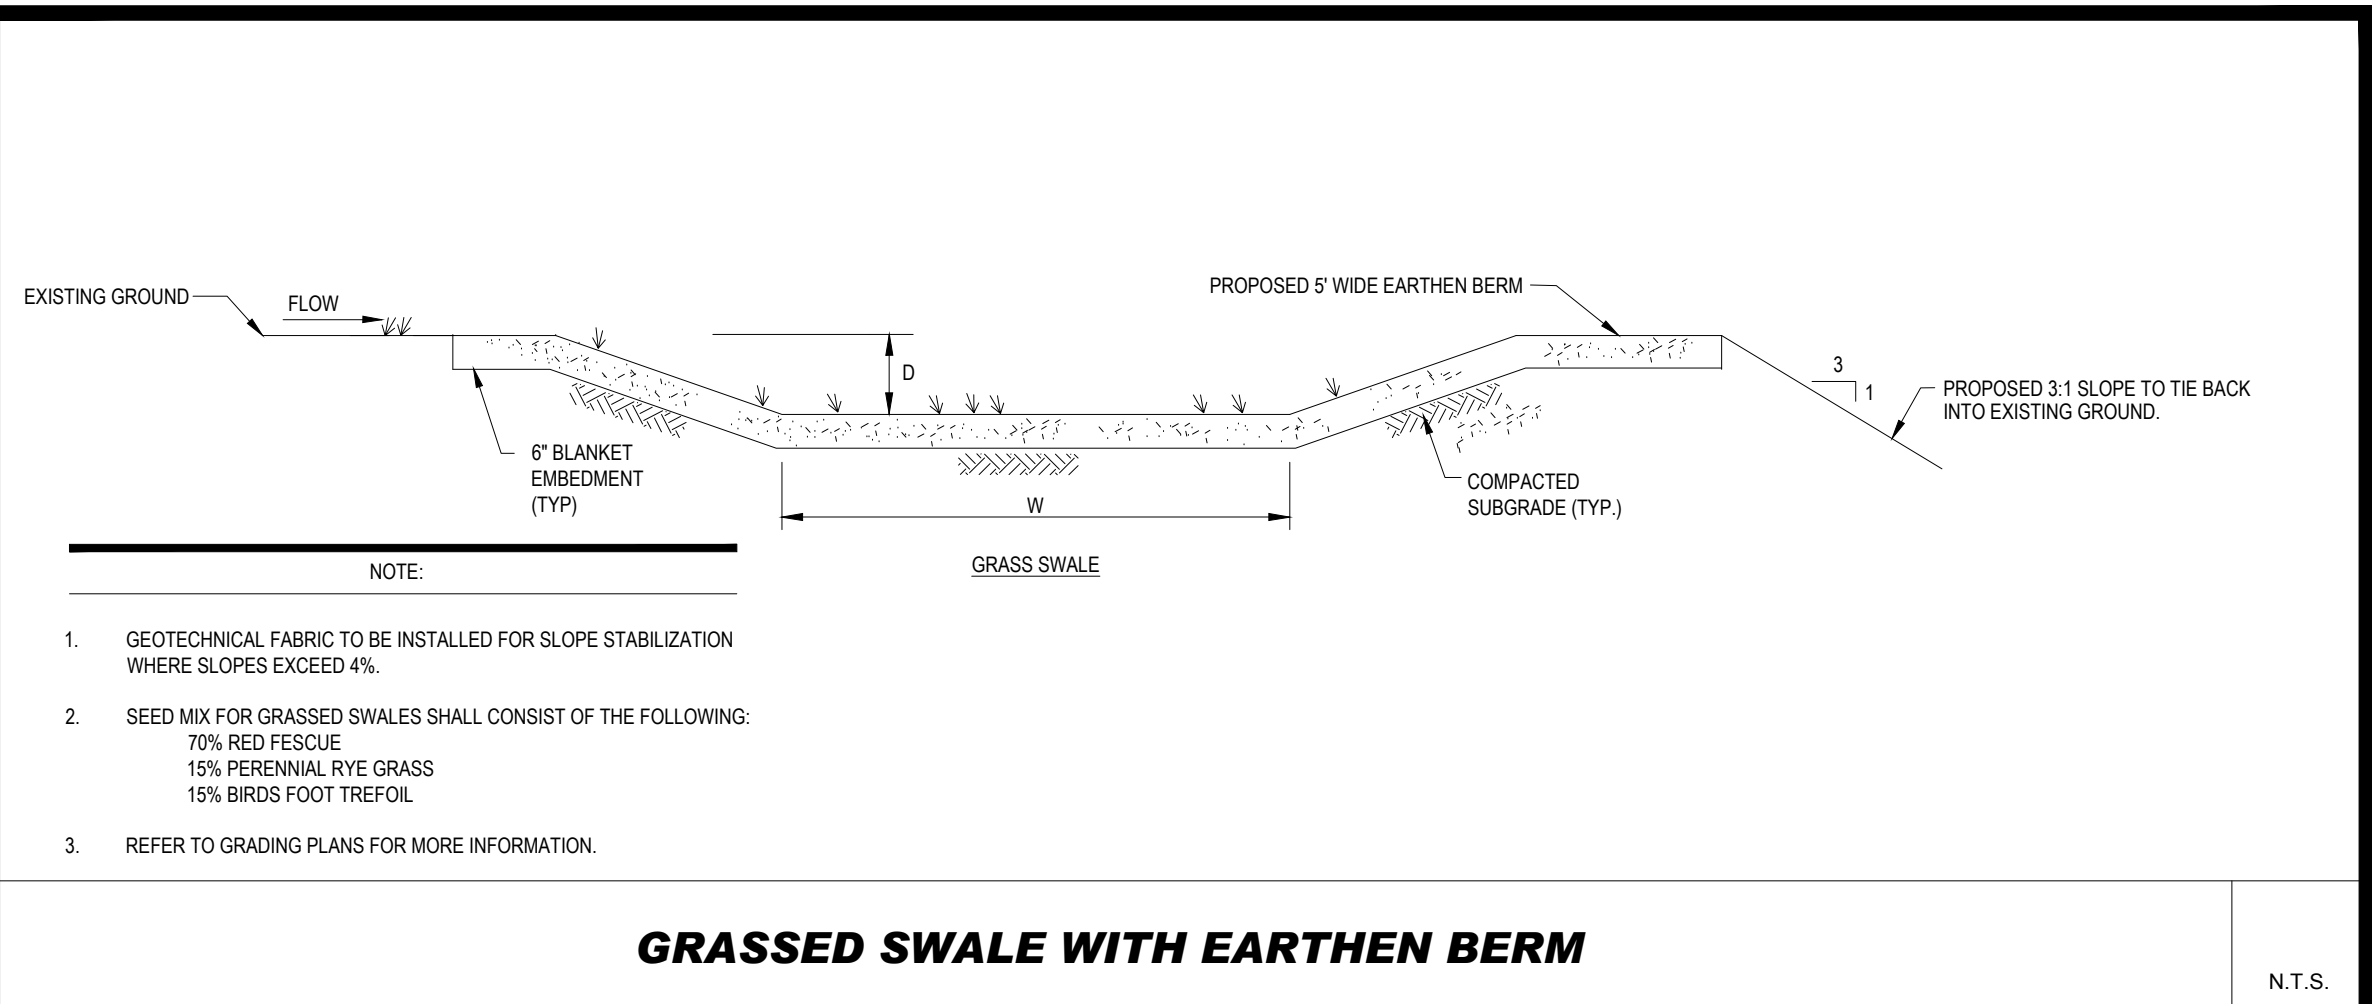 EXISTING GROUND
FLOW
PROPOSED 5' WIDE EARTHEN BERM
D
3
1
PROPOSED 3:1 SLOPE TO TIE BACK
INTO EXISTING GROUND.
6" BLANKET
EMBEDMENT
(TYP)
W
COMPACTED
SUBGRADE (TYP.)
GRASS SWALE
NOTE:
1. GEOTECHNICAL FABRIC TO BE INSTALLED FOR SLOPE STABILIZATION
WHERE SLOPES EXCEED 4%.
2. SEED MIX FOR GRASSED SWALES SHALL CONSIST OF THE FOLLOWING:
70% RED FESCUE
15% PERENNIAL RYE GRASS
15% BIRDS FOOT TREFOIL
3. REFER TO GRADING PLANS FOR MORE INFORMATION.
GRASSED SWALE WITH EARTHEN BERM
N.T.S.